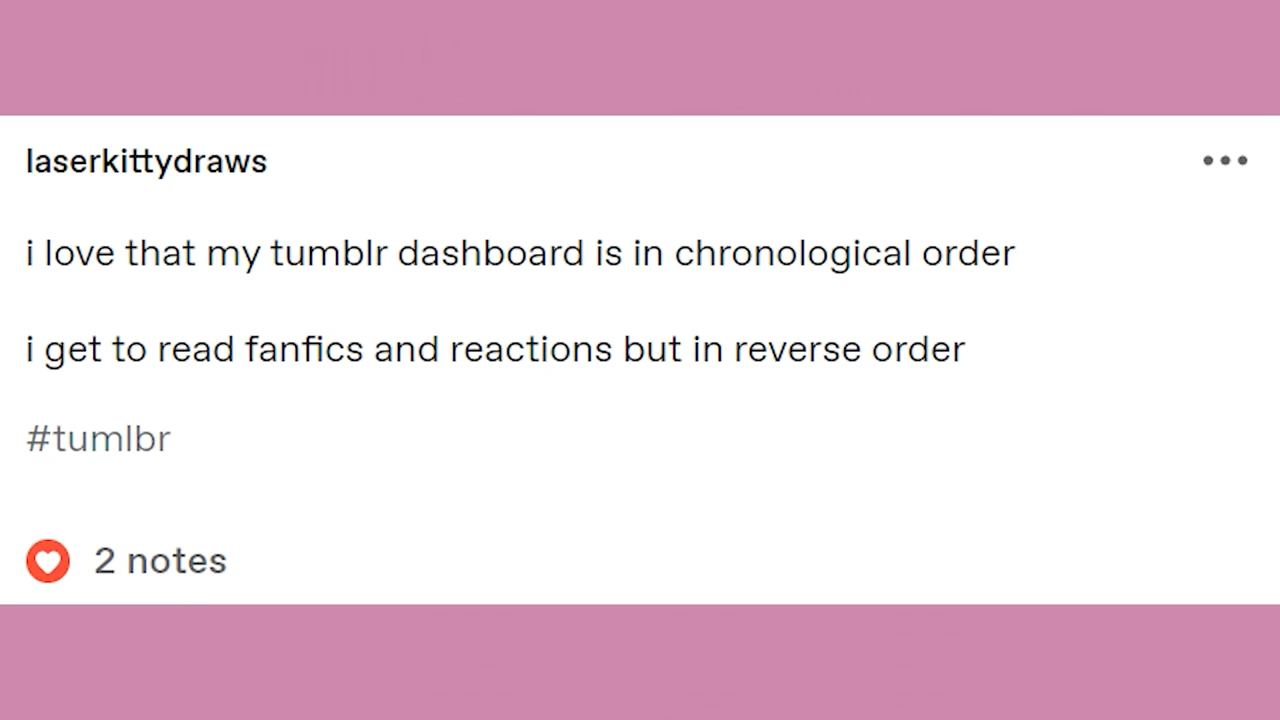 laserkittydraws
i love that my tumblr dashboard is in chronological order
i get to read fanfics and reactions but in reverse order
#tumlbr
2 notes